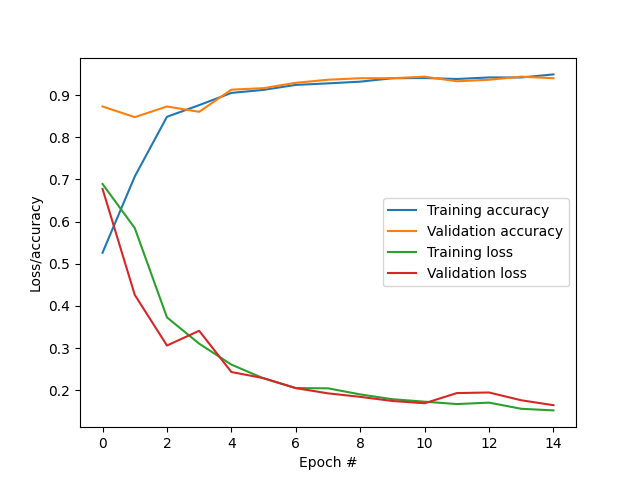 0.9
0.8
0.7
0.6
0.5
0.4
0.3
0.2
Loss/accuracy
Training accuracy
Validation accuracy
Training loss
Validation loss
0 2 4 6 8 10 12 14
Epoch #